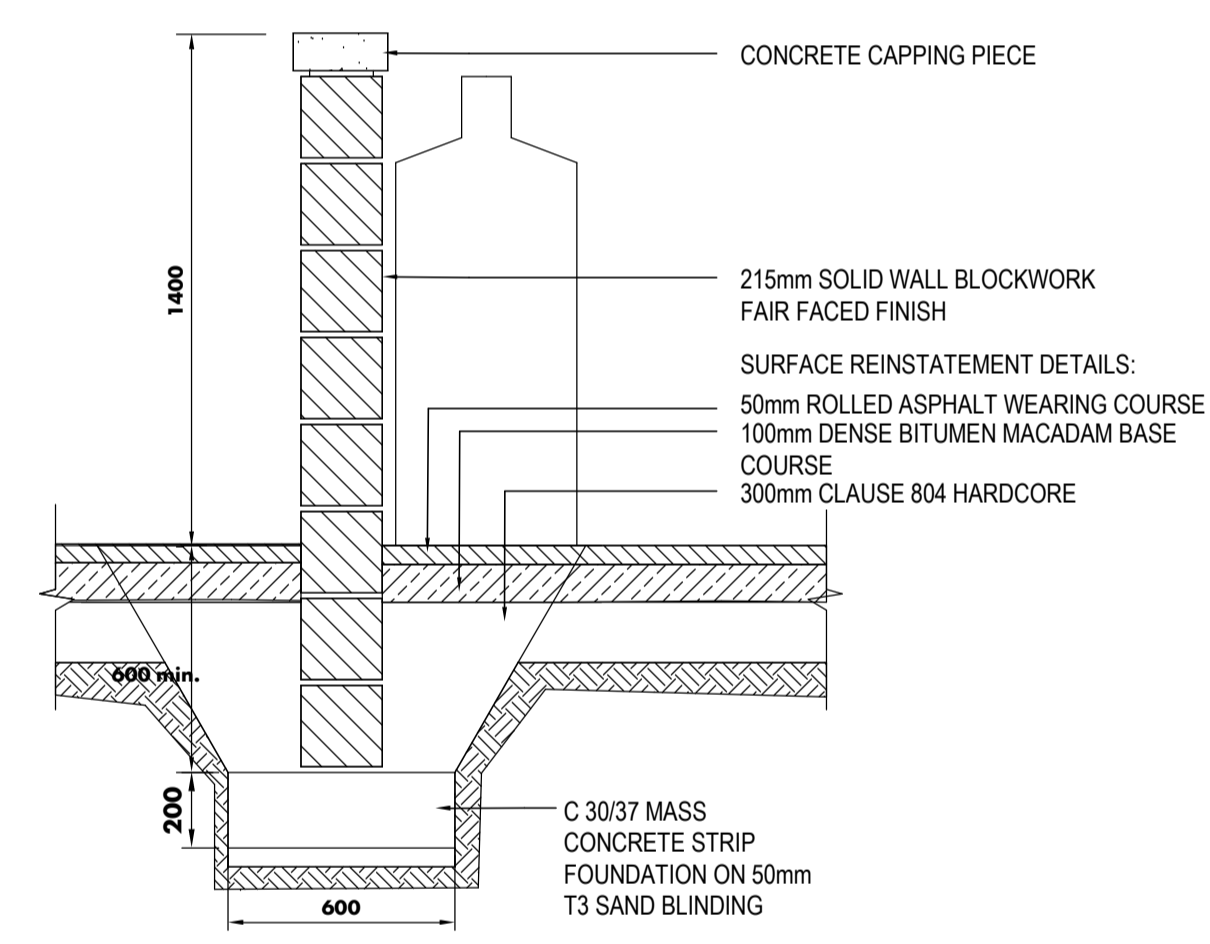 CONCRETE CAPPING PIECE
1400
215mm SOLID WALL BLOCKWORK
FAIR FACED FINISH
SURFACE REINSTATEMENT DETAILS:
50mm ROLLED ASPHALT WEARING COURSE
100mm DENSE BITUMEN MACADAM BASE
COURSE
300mm CLAUSE 804 HARDCORE
600 min.
200
C 30/37 MASS
CONCRETE STRIP
FOUNDATION ON 50mm
T3 SAND BLINDING
600